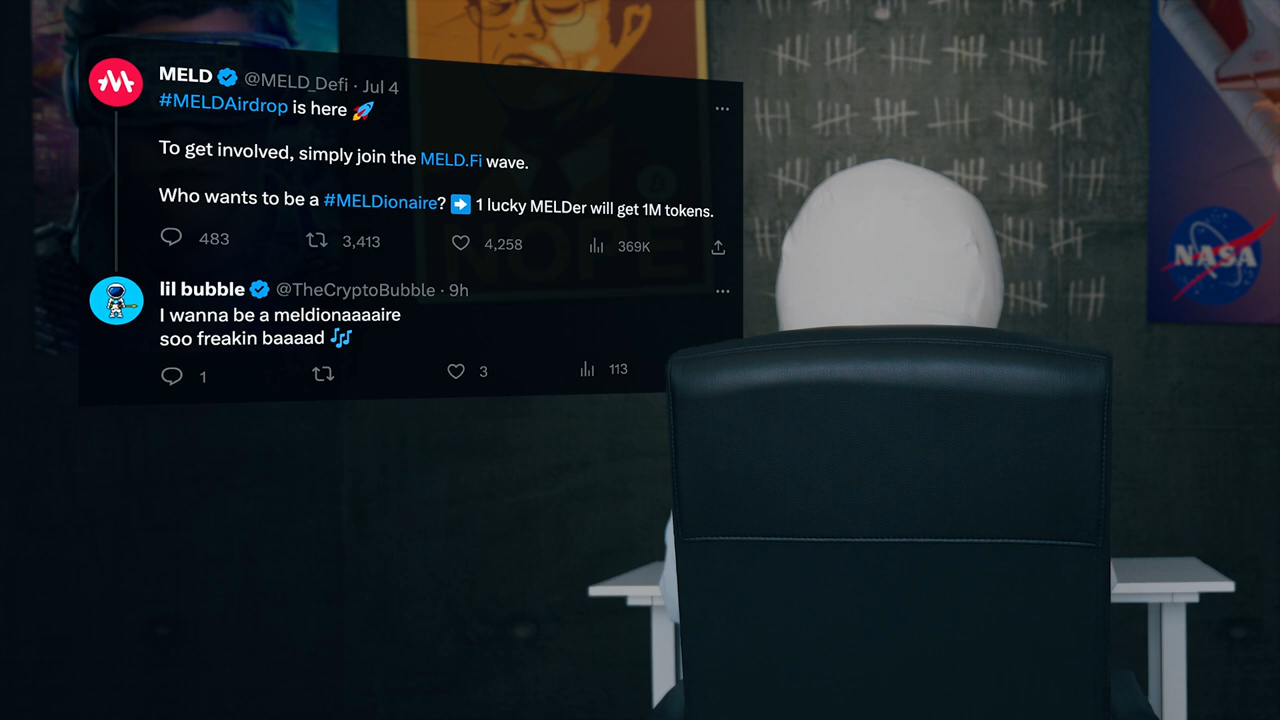 MELD @MELD_Defi · Jul 4
#MELDAirdrop is here 🚀
To get involved, simply join the MELD.Fi wave.
Who wants to be a #MELDionaire? ➡️ 1 lucky MELDer will get 1M tokens.
483 3,413 4,258 369K
lil bubble @TheCryptoBubble · 9h
I wanna be a meldionaaaaire
soo freakin baaaad 🎶
1 3 113
NOPE
NASA